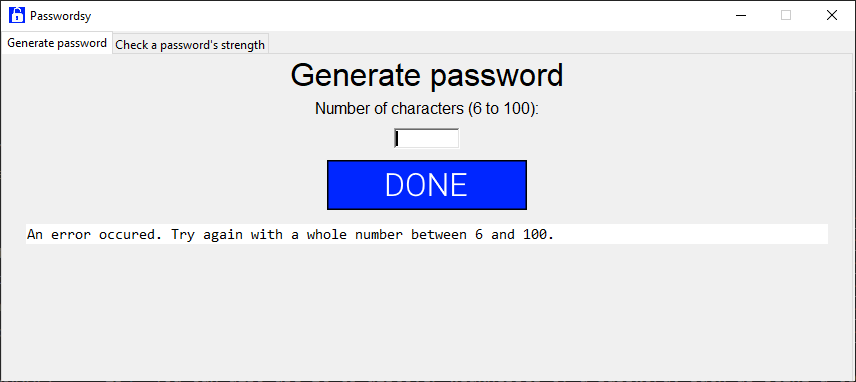 Passwordsy
Generate password
Check a password's strength
Generate password
Number of characters (6 to 100):
DONE
An error occured. Try again with a whole number between 6 and 100.